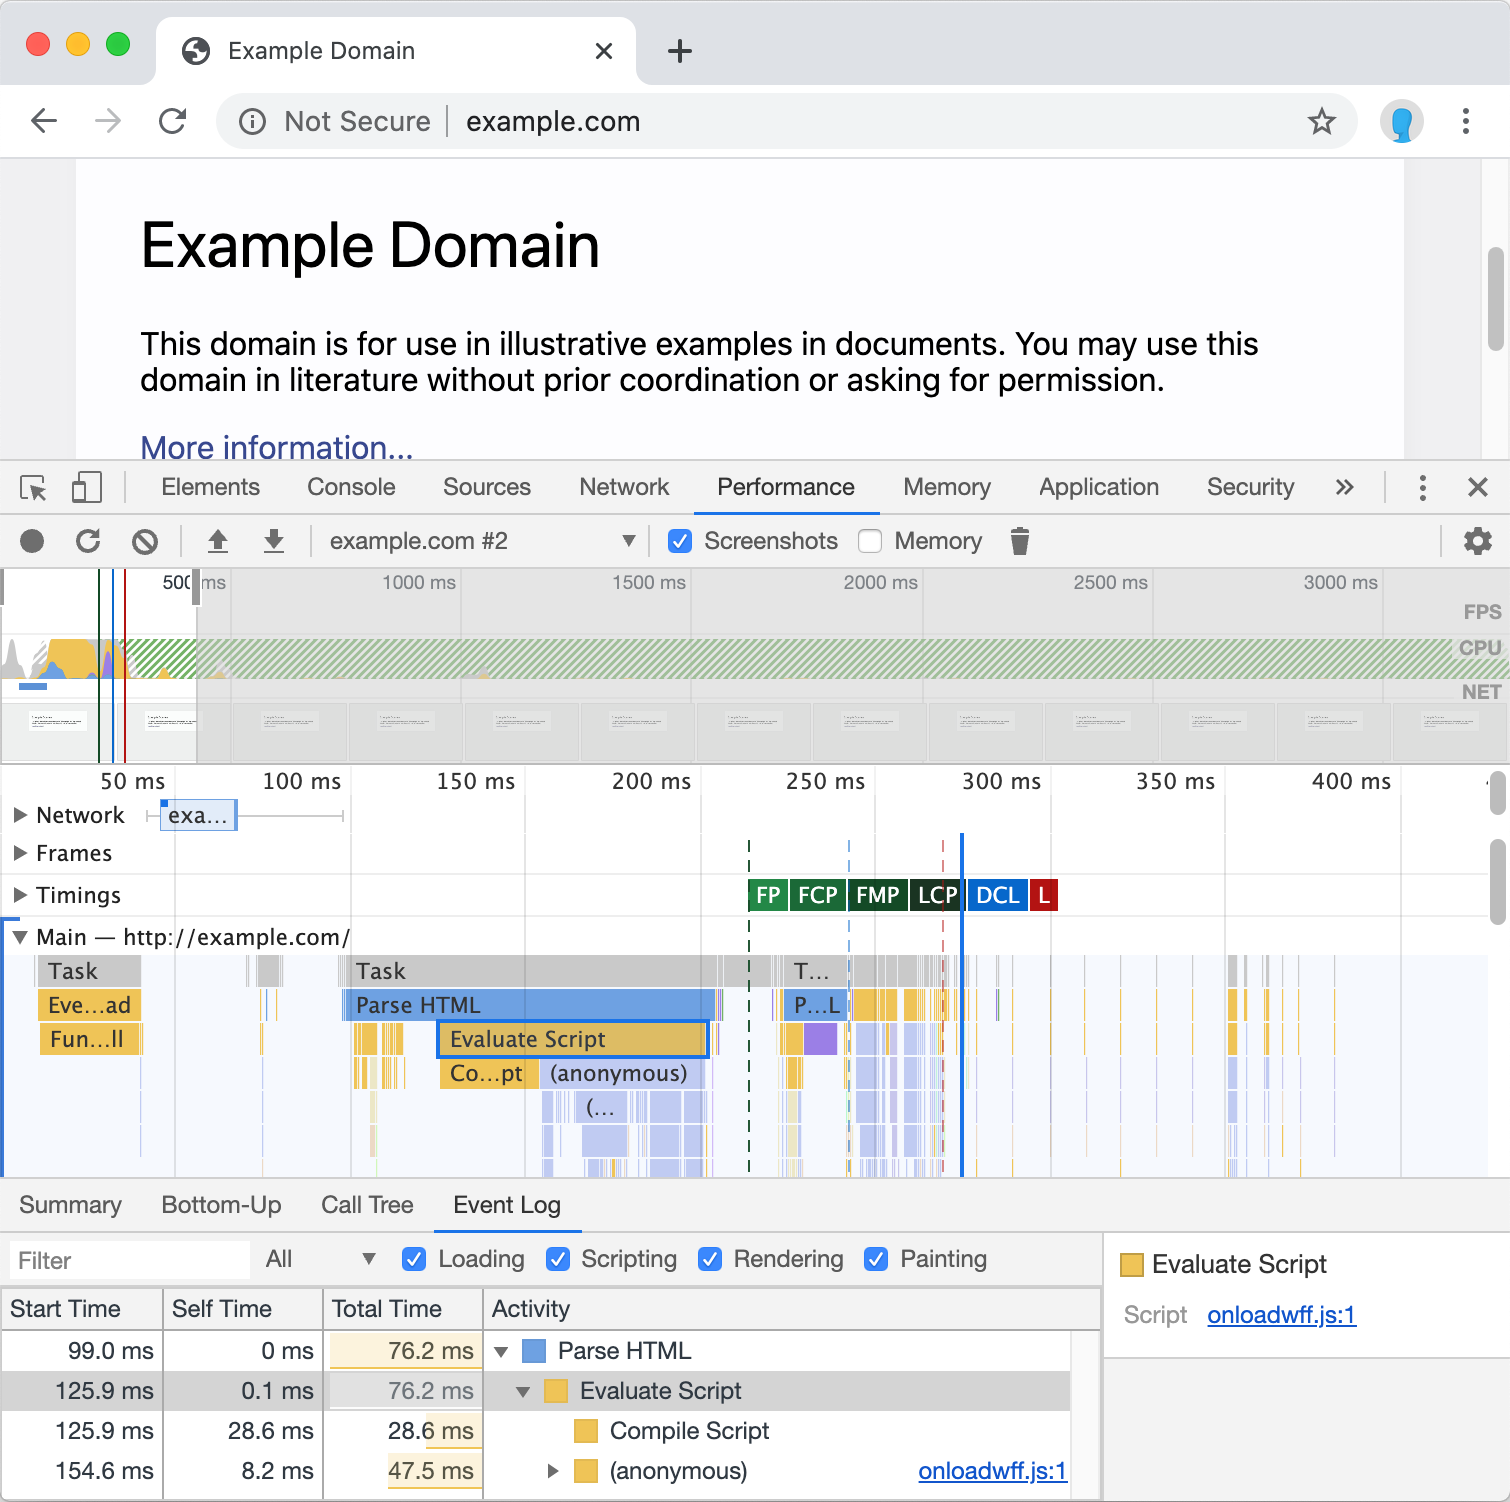 Example Domain
Not Secure example.com
Example Domain
This domain is for use in illustrative examples in documents. You may use this
domain in literature without prior coordination or asking for permission.
More information...
Elements Console Sources Network Performance Memory Application Security
example.com #2 Screenshots Memory
500 ms 1000 ms 1500 ms 2000 ms 2500 ms 3000 ms
FPS
CPU
NET
50 ms 100 ms 150 ms 200 ms 250 ms 300 ms 350 ms 400 ms
Network exa…
Frames
Timings FP FCP FMP LCP DCL L
Main — http://example.com/
Task Task T…
Eve…ad Parse HTML P…L
Fun…ll Evaluate Script
Co…pt (anonymous)
(…
Summary Bottom-Up Call Tree Event Log
Filter All Loading Scripting Rendering Painting
Evaluate Script
Script onloadwff.js:1
Start Time Self Time Total Time Activity
99.0 ms 0 ms 76.2 ms Parse HTML
125.9 ms 0.1 ms 76.2 ms Evaluate Script
125.9 ms 28.6 ms 28.6 ms Compile Script
154.6 ms 8.2 ms 47.5 ms (anonymous) onloadwff.js:1